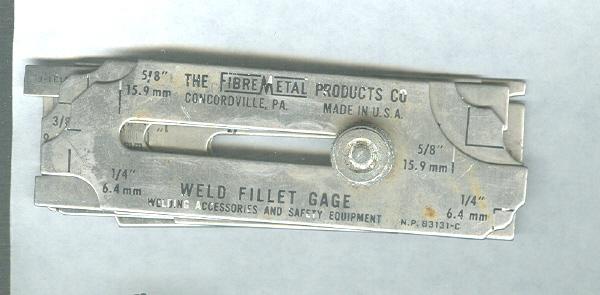 5/8"
15.9 mm
THE FIBREMETAL PRODUCTS CO
CONCORDVILLE, PA. MADE IN U.S.A.
3/8
1/4"
6.4 mm
5/8"
15.9 mm
WELD FILLET GAGE
WELDING ACCESSORIES AND SAFETY EQUIPMENT
1/4"
6.4 mm
N.P. 83131-C